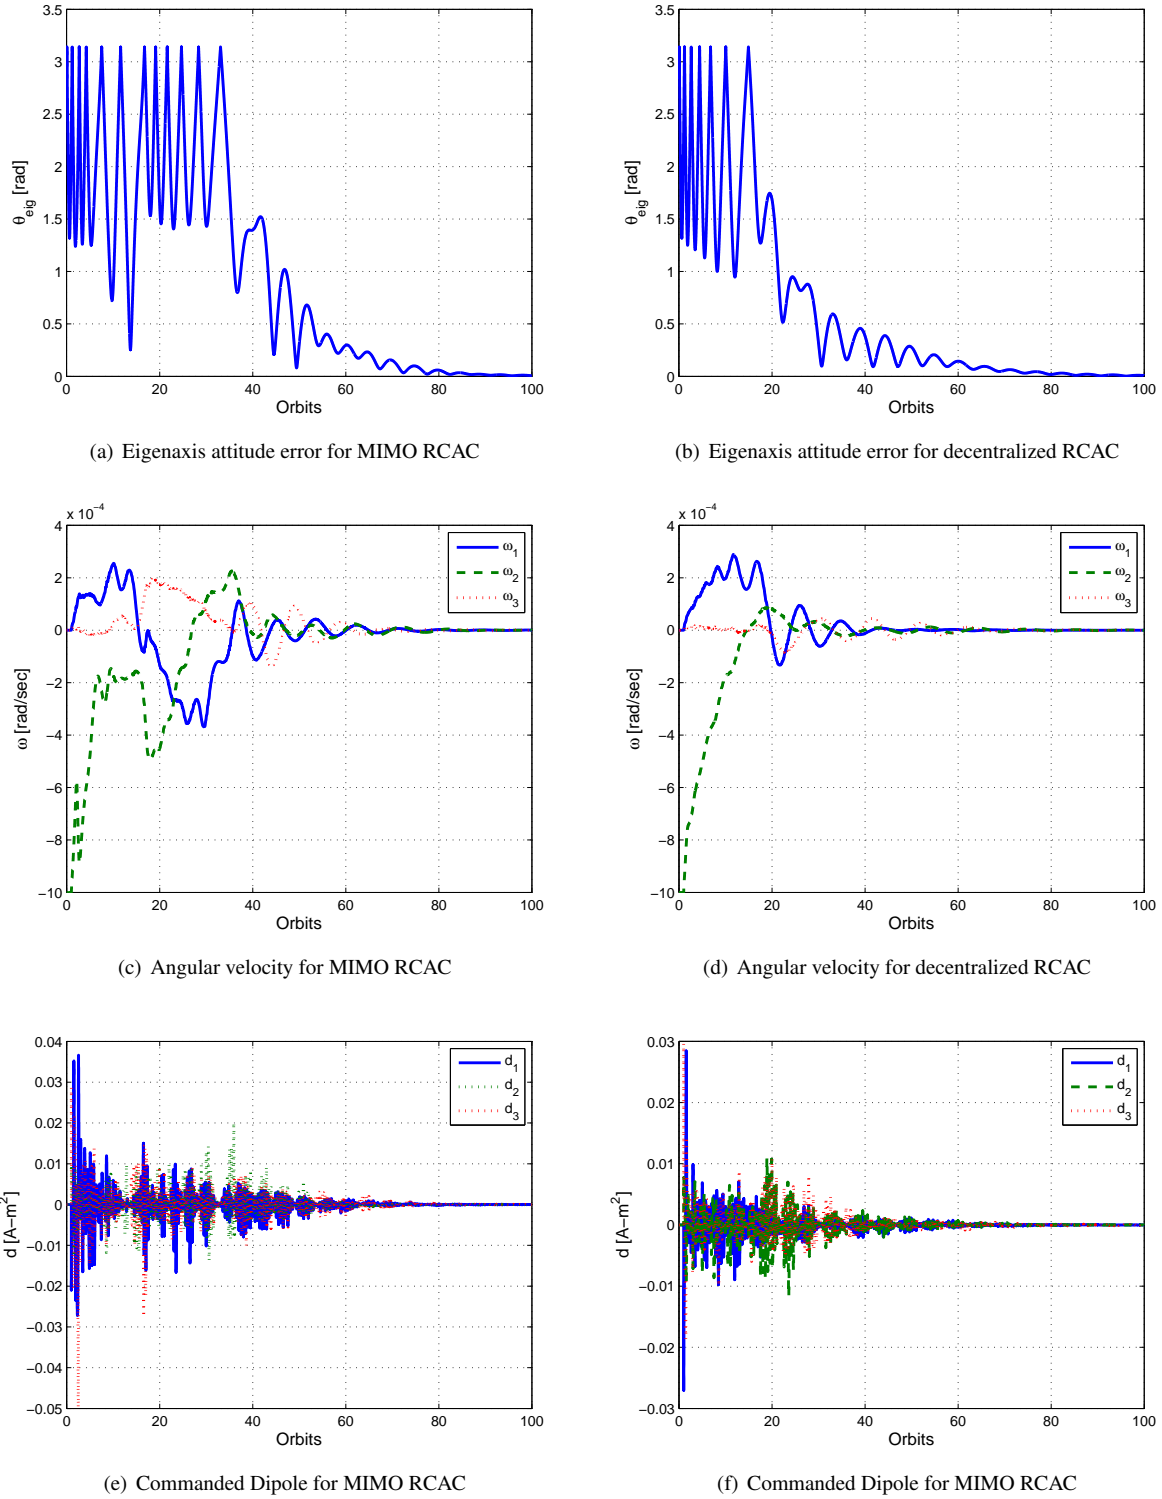 3.5
3
2.5
2
1.5
1
0.5
0
θeig [rad]
0 20 40 60 80 100
Orbits
(a) Eigenaxis attitude error for MIMO RCAC
3.5
3
2.5
2
1.5
1
0.5
0
θeig [rad]
0 20 40 60 80 100
Orbits
(b) Eigenaxis attitude error for decentralized RCAC
x 10−4
4
2
0
−2
−4
−6
−8
−10
ω [rad/sec]
ω1
ω2
ω3
0 20 40 60 80 100
Orbits
(c) Angular velocity for MIMO RCAC
x 10−4
4
2
0
−2
−4
−6
−8
−10
ω [rad/sec]
ω1
ω2
ω3
0 20 40 60 80 100
Orbits
(d) Angular velocity for decentralized RCAC
0.04
0.03
0.02
0.01
0
−0.01
−0.02
−0.03
−0.04
−0.05
d [A−m2]
d1
d2
d3
0 20 40 60 80 100
Orbits
(e) Commanded Dipole for MIMO RCAC
0.03
0.02
0.01
0
−0.01
−0.02
−0.03
d [A−m2]
d1
d2
d3
0 20 40 60 80 100
Orbits
(f) Commanded Dipole for MIMO RCAC